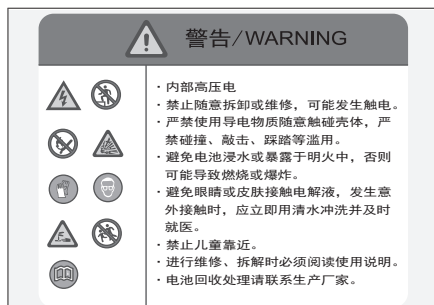 警告/WARNING
·内部高压电
·禁止随意拆卸或维修，可能发生触电。
·严禁使用导电物质随意触碰壳体，严
禁碰撞、敲击、踩踏等滥用。
·避免电池浸水或暴露于明火中，否则
可能导致燃烧或爆炸。
·避免眼睛或皮肤接触电解液，发生意
外接触时，应立即用清水冲洗并及时
就医。
·禁止儿童靠近。
·进行维修、拆解时必须阅读使用说明。
·电池回收处理请联系生产厂家。